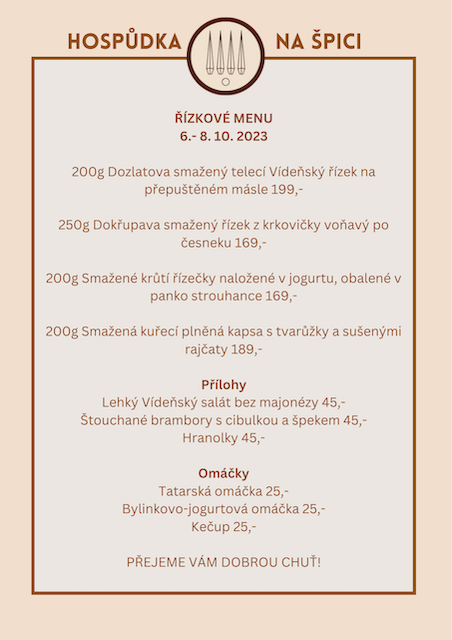 HOSPŮDKA NA ŠPICI
ŘÍZKOVÉ MENU
6.- 8. 10. 2023
200g Dozlatova smažený telecí Vídeňský řízek na
přepuštěném másle 199,-
250g Dokřupava smažený řízek z krkovičky voňavý po
česneku 169,-
200g Smažené krůtí řízečky naložené v jogurtu, obalené v
panko strouhance 169,-
200g Smažená kuřecí plněná kapsa s tvarůžky a sušenými
rajčaty 189,-
Přílohy
Lehký Vídeňský salát bez majonézy 45,-
Štouchané brambory s cibulkou a špekem 45,-
Hranolky 45,-
Omáčky
Tatarská omáčka 25,-
Bylinkovo-jogurtová omáčka 25,-
Kečup 25,-
PŘEJEME VÁM DOBROU CHUŤ!